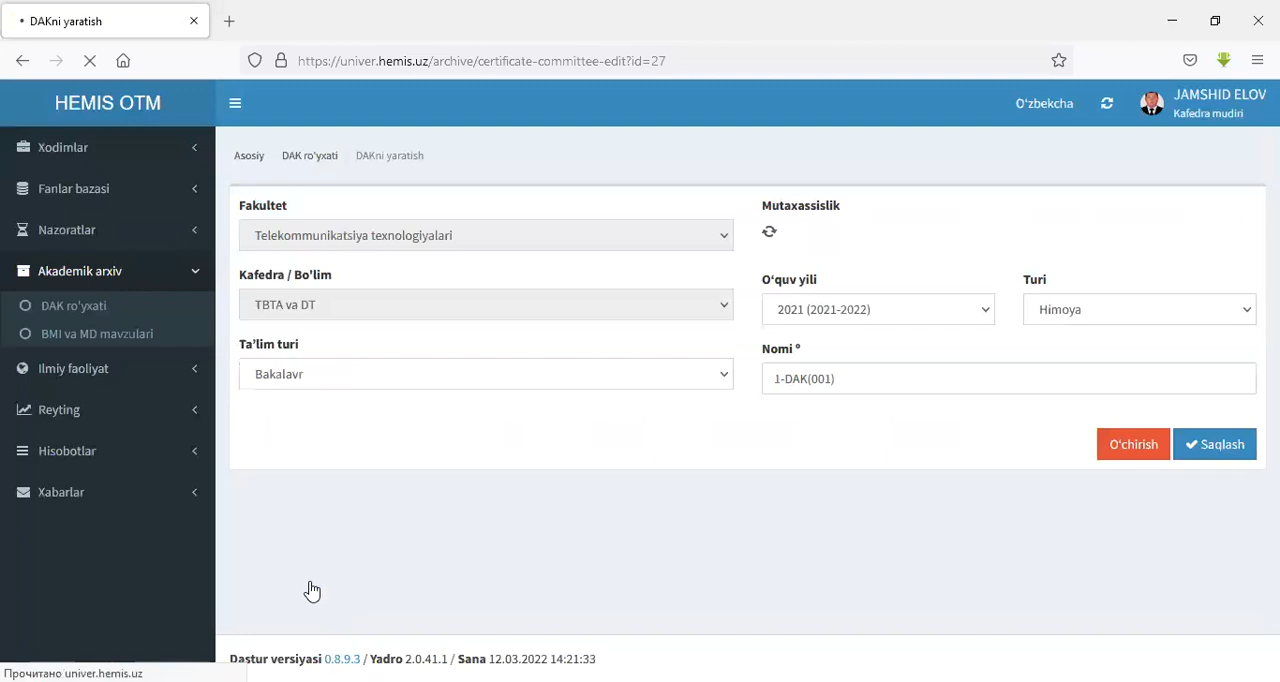 DAKni yaratish
https://univer.hemis.uz/archive/certificate-committee-edit?id=27
HEMIS OTM
O'zbekcha
JAMSHID ELOV
Kafedra mudiri
Xodimlar
Fanlar bazasi
Nazoratlar
Akademik arxiv
DAK ro'yxati
BMI va MD mavzulari
Ilmiy faoliyat
Reyting
Hisobotlar
Xabarlar
Asosiy DAK ro'yxati DAKni yaratish
Fakultet
Telekommunikatsiya texnologiyalari
Kafedra / Bo'lim
TBTA va DT
Ta’lim turi
Bakalavr
Mutaxassislik
O‘quv yili
2021 (2021-2022)
Turi
Himoya
Nomi º
1-DAK(001)
O'chirish
Saqlash
Dastur versiyasi 0.8.9.3 / Yadro 2.0.41.1 / Sana 12.03.2022 14:21:33
Прочитано univer.hemis.uz